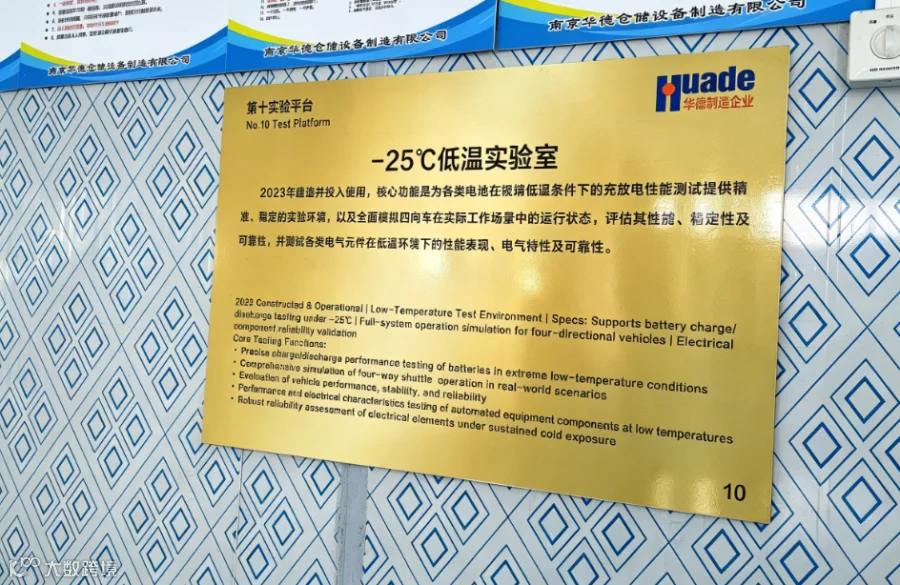 南京华德仓储设备制造有限公司
南京华德仓储设备制造有限公司
南京华德仓储设备制造有限公司
第十实验平台
No.10 Test Platform
Huade
华德制造企业
-25℃低温实验室
2023年建造并投入使用，核心功能是为各类电池在极端低温条件下的充放电性能测试提供精
准、稳定的实验环境，以及全面模拟四向车在实际工作场景中的运行状态，评估其性能、稳定性及
可靠性，并测试各类电气元件在低温环境下的性能表现、电气特性及可靠性。
2023 Constructed & Operational | Low-Temperature Test Environment | Specs: Supports battery charge/
discharge testing under -25℃ | Full-system operation simulation for four-directional vehicles | Electrical
component reliability validation
Core Testing Functions:
• Precise charge/discharge performance testing of batteries in extreme low-temperature conditions
• Comprehensive simulation of four-way shuttle operation in real-world scenarios
• Evaluation of vehicle performance, stability, and reliability
• Performance and electrical characteristics testing of automated equipment components at low temperatures
• Robust reliability assessment of electrical elements under sustained cold exposure
10
大数跨境